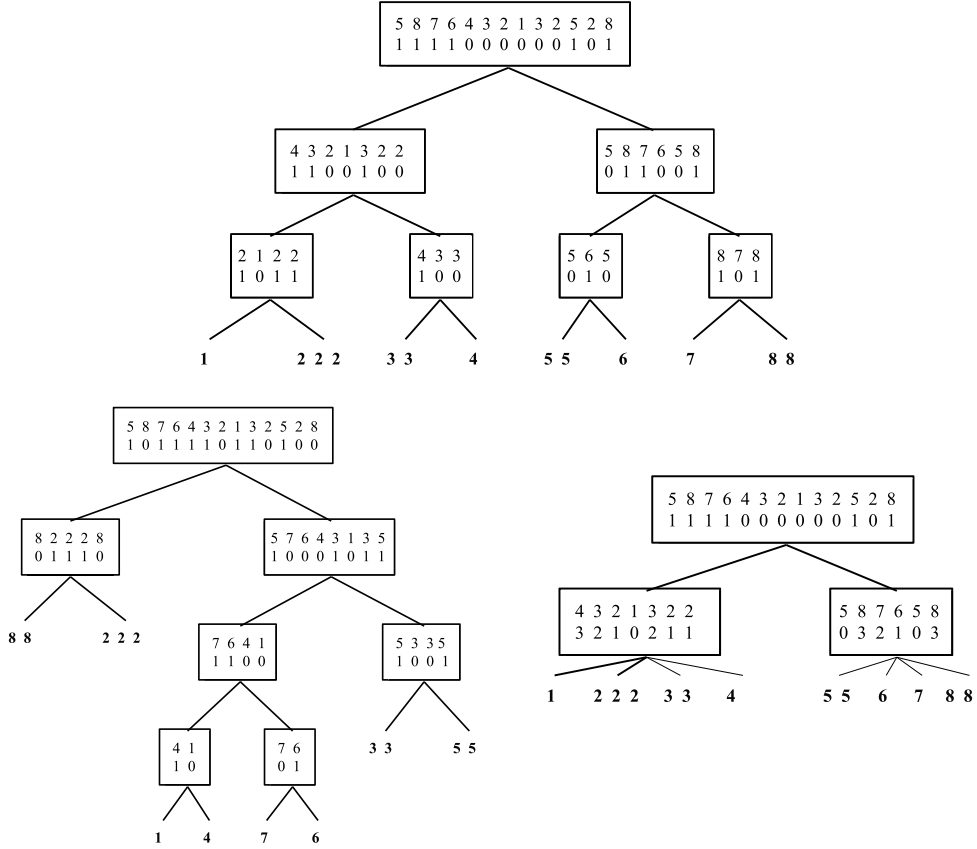 5 8 7 6 4 3 2 1 3 2 5 2 8
1 1 1 1 0 0 0 0 0 0 1 0 1
4 3 2 1 3 2 2
1 1 0 0 1 0 0
5 8 7 6 5 8
0 1 1 0 0 1
2 1 2 2
1 0 1 1
4 3 3
1 0 0
5 6 5
0 1 0
8 7 8
1 0 1
1
2 2 2
3 3
4
5 5
6
7
8 8
5 8 7 6 4 3 2 1 3 2 5 2 8
1 0 1 1 1 1 0 1 1 0 1 0 0
8 2 2 2 8
0 1 1 1 0
5 7 6 4 3 1 3 5
1 0 0 0 1 0 1 1
8 8
2 2 2
7 6 4 1
1 1 0 0
5 3 3 5
1 0 0 1
4 1
1 0
7 6
0 1
3 3
5 5
1
4
7
6
5 8 7 6 4 3 2 1 3 2 5 2 8
1 1 1 1 0 0 0 0 0 0 1 0 1
4 3 2 1 3 2 2
3 2 1 0 2 1 1
5 8 7 6 5 8
0 3 2 1 0 3
1
2 2 2
3 3
4
5 5
6
7
8 8